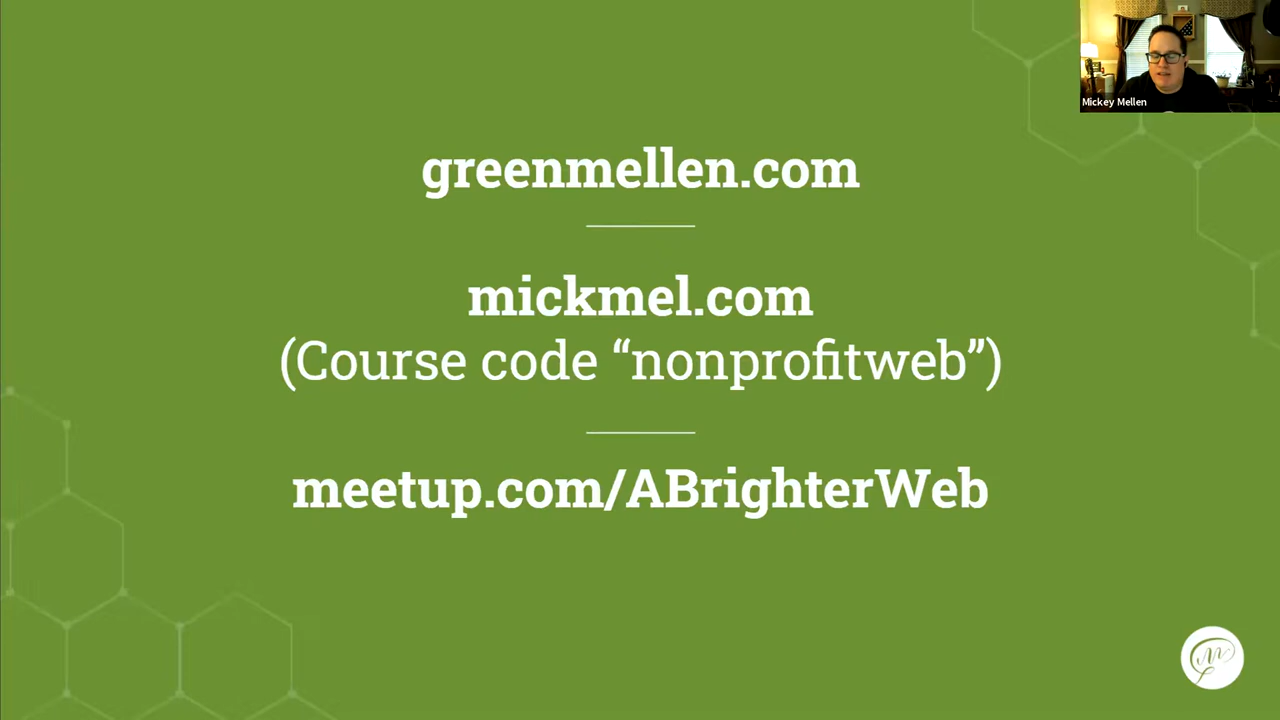 Mickey Mellen
greenmellen.com
mickmel.com
(Course code “nonprofitweb”)
meetup.com/ABrighterWeb